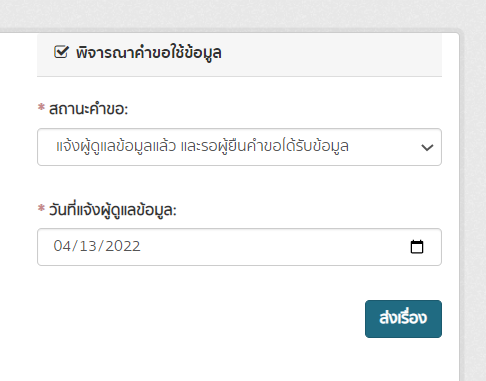 พิจารณาคำขอใช้ข้อมูล
* สถานะคำขอ:
แจ้งผู้ดูแลข้อมูลแล้ว และรอผู้ยืนคำขอได้รับข้อมูล
* วันที่แจ้งผู้ดูแลข้อมูล:
04/13/2022
ส่งเรื่อง